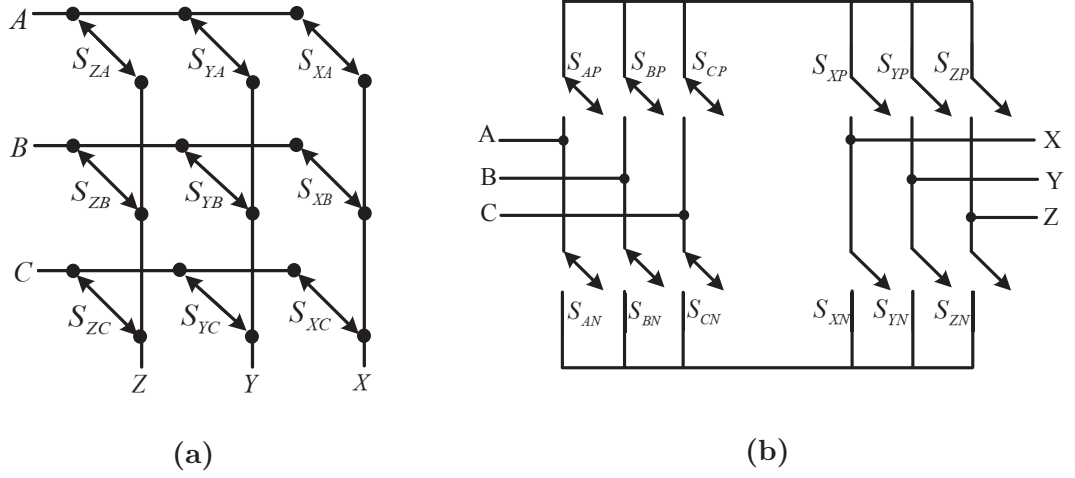 A
S_ZA S_YA S_XA
B
S_ZB S_YB S_XB
C
S_ZC S_YC S_XC
Z Y X
(a)
S_AP S_BP S_CP S_XP S_YP S_ZP
A X
B Y
C Z
S_AN S_BN S_CN S_XN S_YN S_ZN
(b)